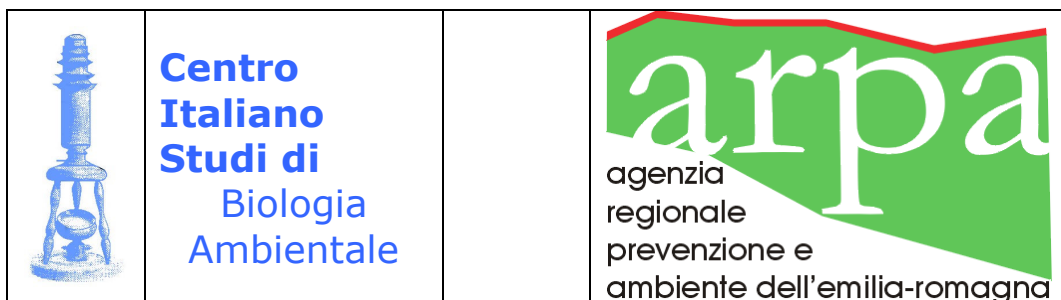 Centro
Italiano
Studi di
Biologia
Ambientale
arpa
agenzia
regionale
prevenzione e
ambiente dell'emilia-romagna